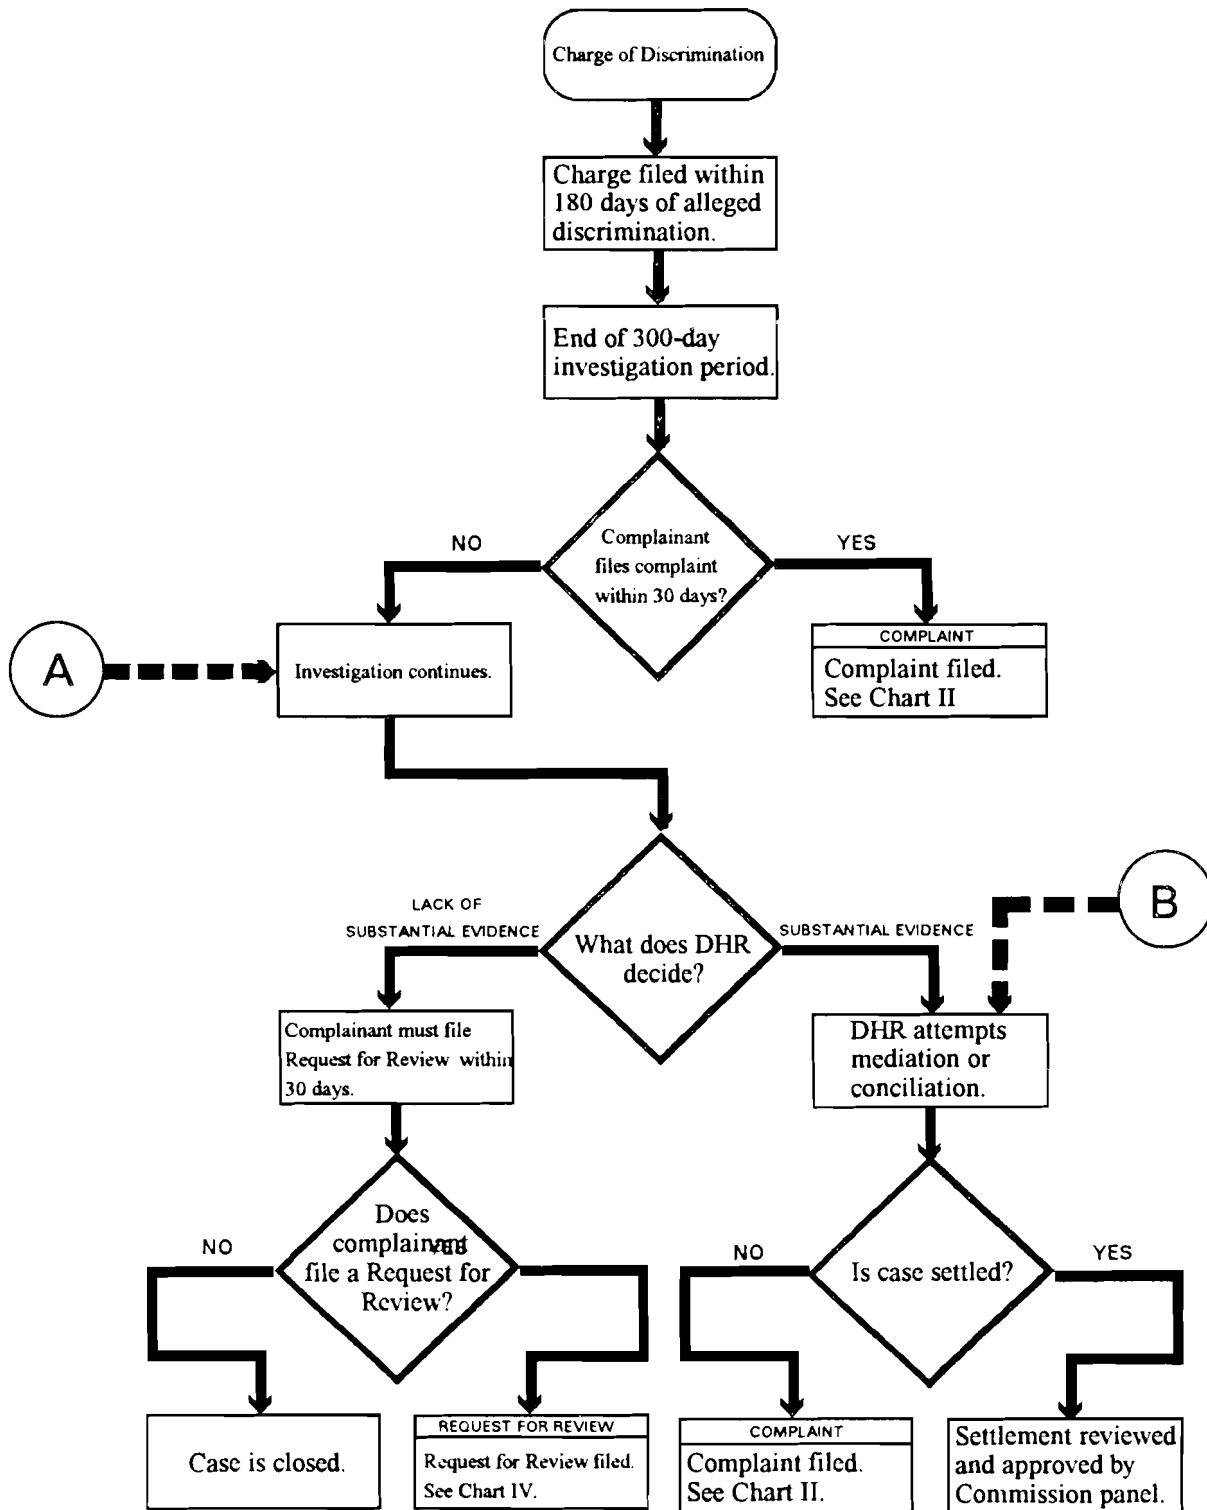 Charge of Discrimination
Charge filed within
180 days of alleged
discrimination.
End of 300-day
investigation period.
Complainant
files complaint
within 30 days?
NO
YES
A
Investigation continues.
COMPLAINT
Complaint filed.
See Chart II
LACK OF
SUBSTANTIAL EVIDENCE
What does DHR
decide?
SUBSTANTIAL EVIDENCE
B
Complainant must file
Request for Review within
30 days.
DHR attempts
mediation or
conciliation.
Does
complainant
file a Request for
Review?
NO
YES
Is case settled?
NO
YES
Case is closed.
REQUEST FOR REVIEW
Request for Review filed.
See Chart IV.
COMPLAINT
Complaint filed.
See Chart II.
Settlement reviewed
and approved by
Commission panel.